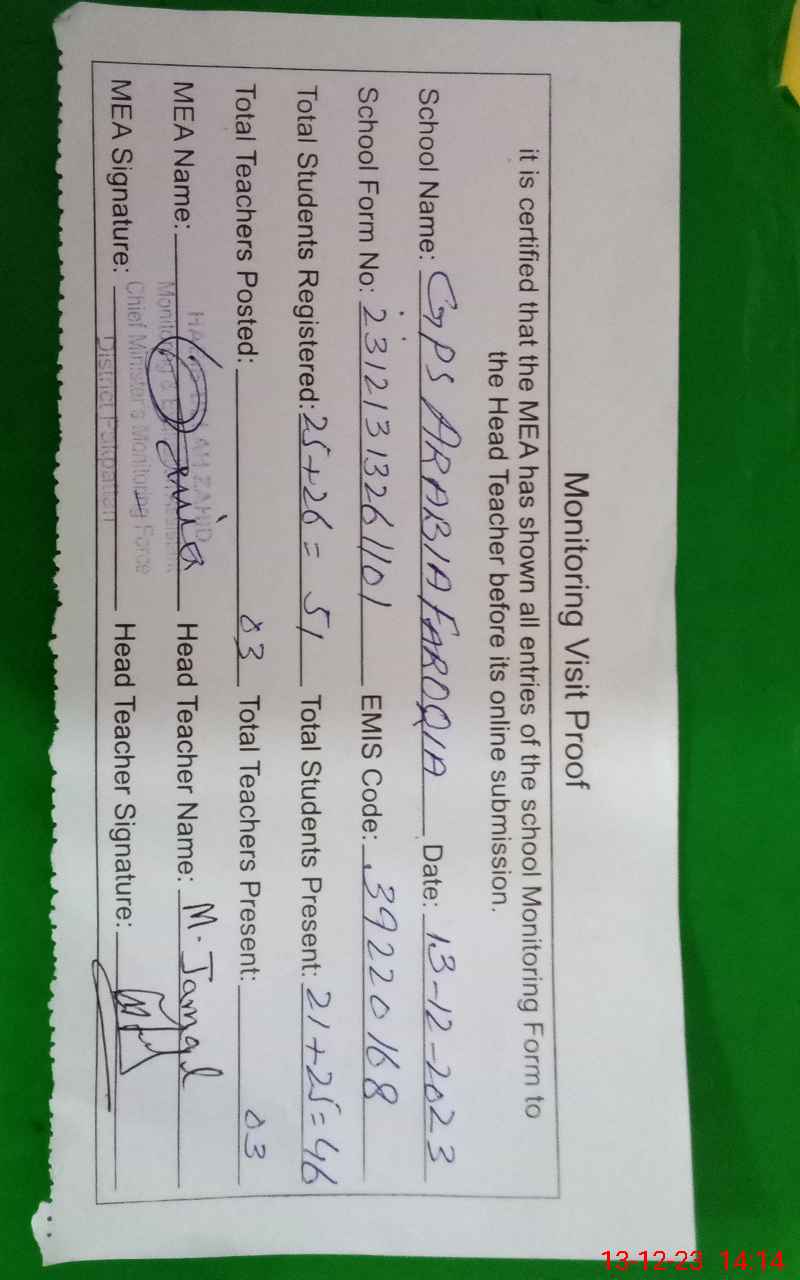 Monitoring Visit Proof
it is certified that the MEA has shown all entries of the school Monitoring Form to
the Head Teacher before its online submission.
School Name: GPS ARABIA FAROOQIA Date: 13-12-2023
School Form No: 23121313261101 EMIS Code: 39220168
Total Students Registered: 25+26 = 51 Total Students Present: 21+25=46
Total Teachers Posted: 03 Total Teachers Present: 03
MEA Name: Head Teacher Name: M. Jamal
ZAHID
Monitoring &
Chief Minister's Monitoring Force
MEA Signature: Head Teacher Signature:
District Pakpattan
13-12-23 14:14